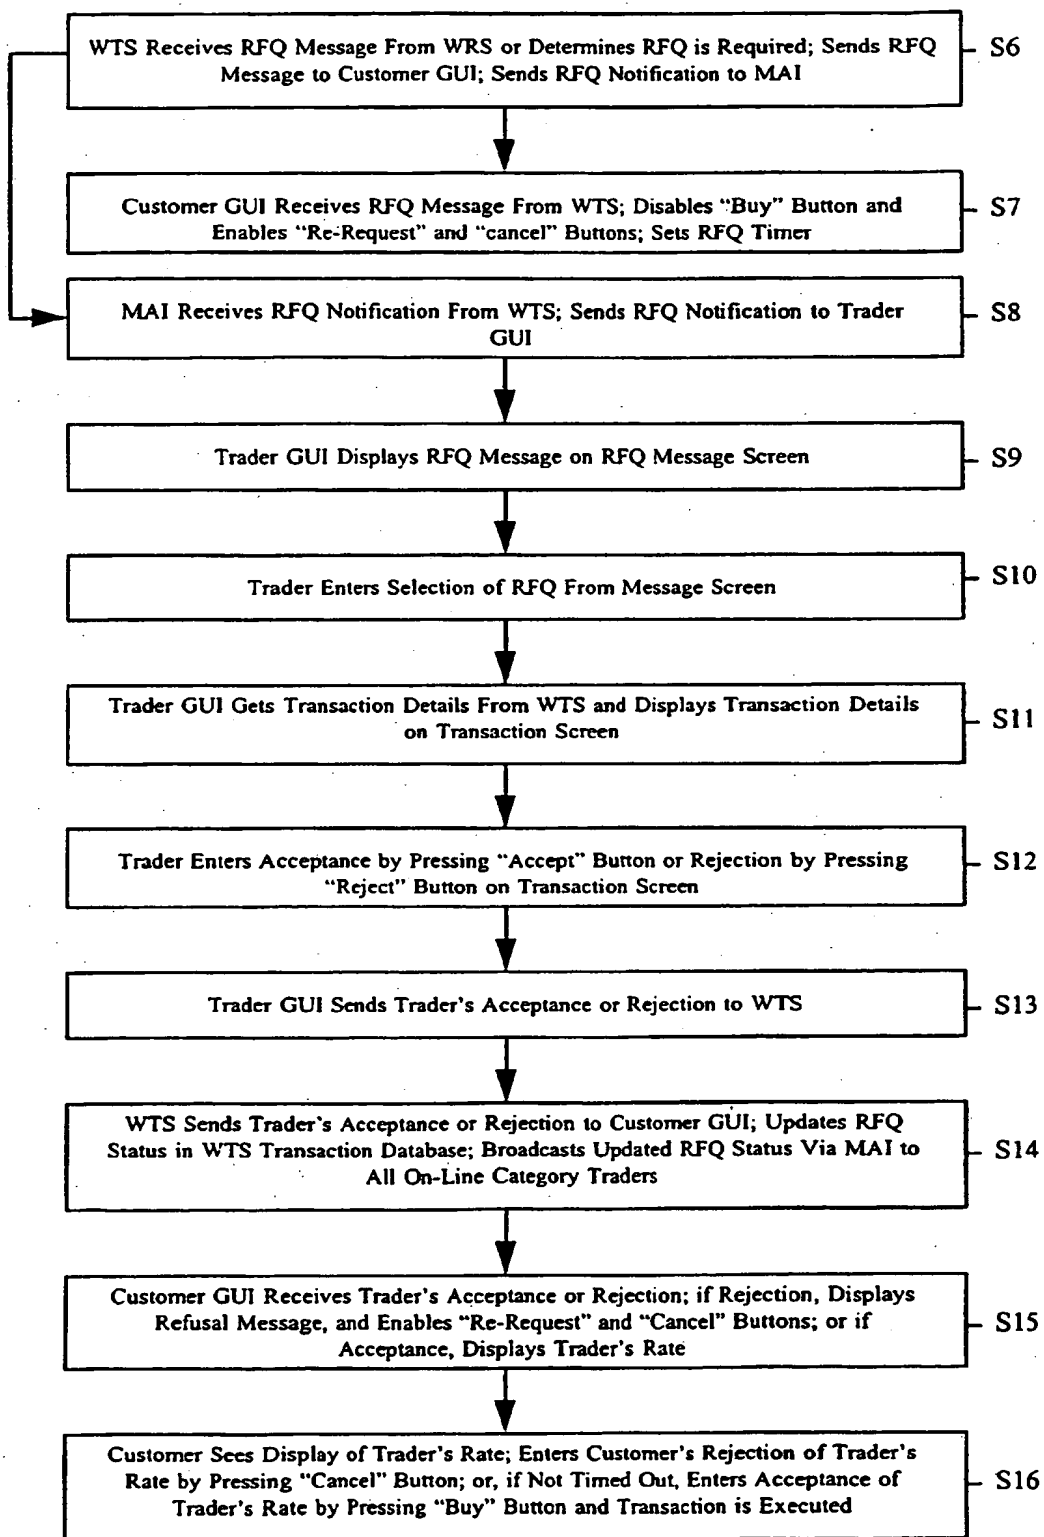 WTS Receives RFQ Message From WRS or Determines RFQ is Required; Sends RFQ
Message to Customer GUI; Sends RFQ Notification to MAI
S6
Customer GUI Receives RFQ Message From WTS; Disables “Buy” Button and
Enables “Re-Request” and “cancel” Buttons; Sets RFQ Timer
S7
MAI Receives RFQ Notification From WTS; Sends RFQ Notification to Trader
GUI
S8
Trader GUI Displays RFQ Message on RFQ Message Screen
S9
Trader Enters Selection of RFQ From Message Screen
S10
Trader GUI Gets Transaction Details From WTS and Displays Transaction Details
on Transaction Screen
S11
Trader Enters Acceptance by Pressing “Accept” Button or Rejection by Pressing
“Reject” Button on Transaction Screen
S12
Trader GUI Sends Trader's Acceptance or Rejection to WTS
S13
WTS Sends Trader's Acceptance or Rejection to Customer GUI; Updates RFQ
Status in WTS Transaction Database; Broadcasts Updated RFQ Status Via MAI to
All On-Line Category Traders
S14
Customer GUI Receives Trader's Acceptance or Rejection; if Rejection, Displays
Refusal Message, and Enables “Re-Request” and “Cancel” Buttons; or if
Acceptance, Displays Trader's Rate
S15
Customer Sees Display of Trader's Rate; Enters Customer's Rejection of Trader's
Rate by Pressing “Cancel” Button; or, if Not Timed Out, Enters Acceptance of
Trader's Rate by Pressing “Buy” Button and Transaction is Executed
S16